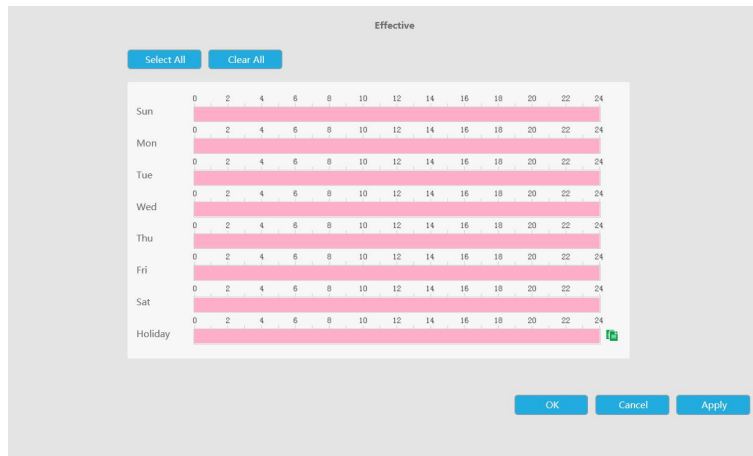 Effective
Select All Clear All
0 2 4 6 8 10 12 14 16 18 20 22 24
Sun
0 2 4 6 8 10 12 14 16 18 20 22 24
Mon
0 2 4 6 8 10 12 14 16 18 20 22 24
Tue
0 2 4 6 8 10 12 14 16 18 20 22 24
Wed
0 2 4 6 8 10 12 14 16 18 20 22 24
Thu
0 2 4 6 8 10 12 14 16 18 20 22 24
Fri
0 2 4 6 8 10 12 14 16 18 20 22 24
Sat
0 2 4 6 8 10 12 14 16 18 20 22 24
Holiday
OK Cancel Apply